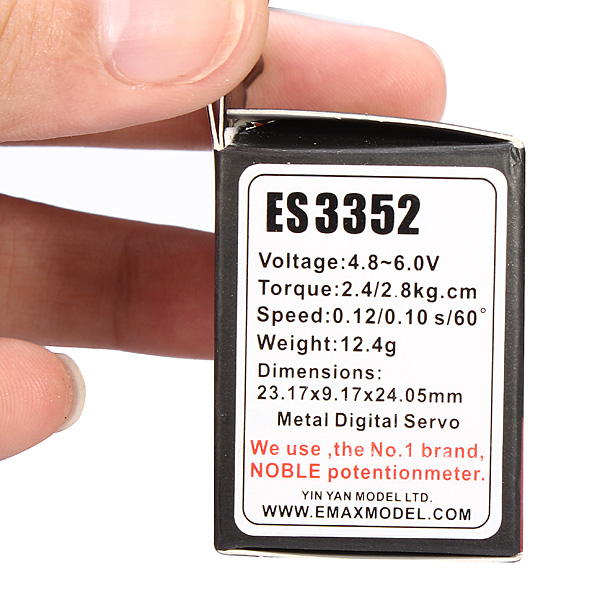 ES3352
Voltage:4.8~6.0V
Torque:2.4/2.8kg.cm
Speed:0.12/0.10 s/60°
Weight:12.4g
Dimensions:
23.17x9.17x24.05mm
Metal Digital Servo
We use ,the No.1 brand,
NOBLE potentionmeter.
YIN YAN MODEL LTD.
WWW.EMAXMODEL.COM